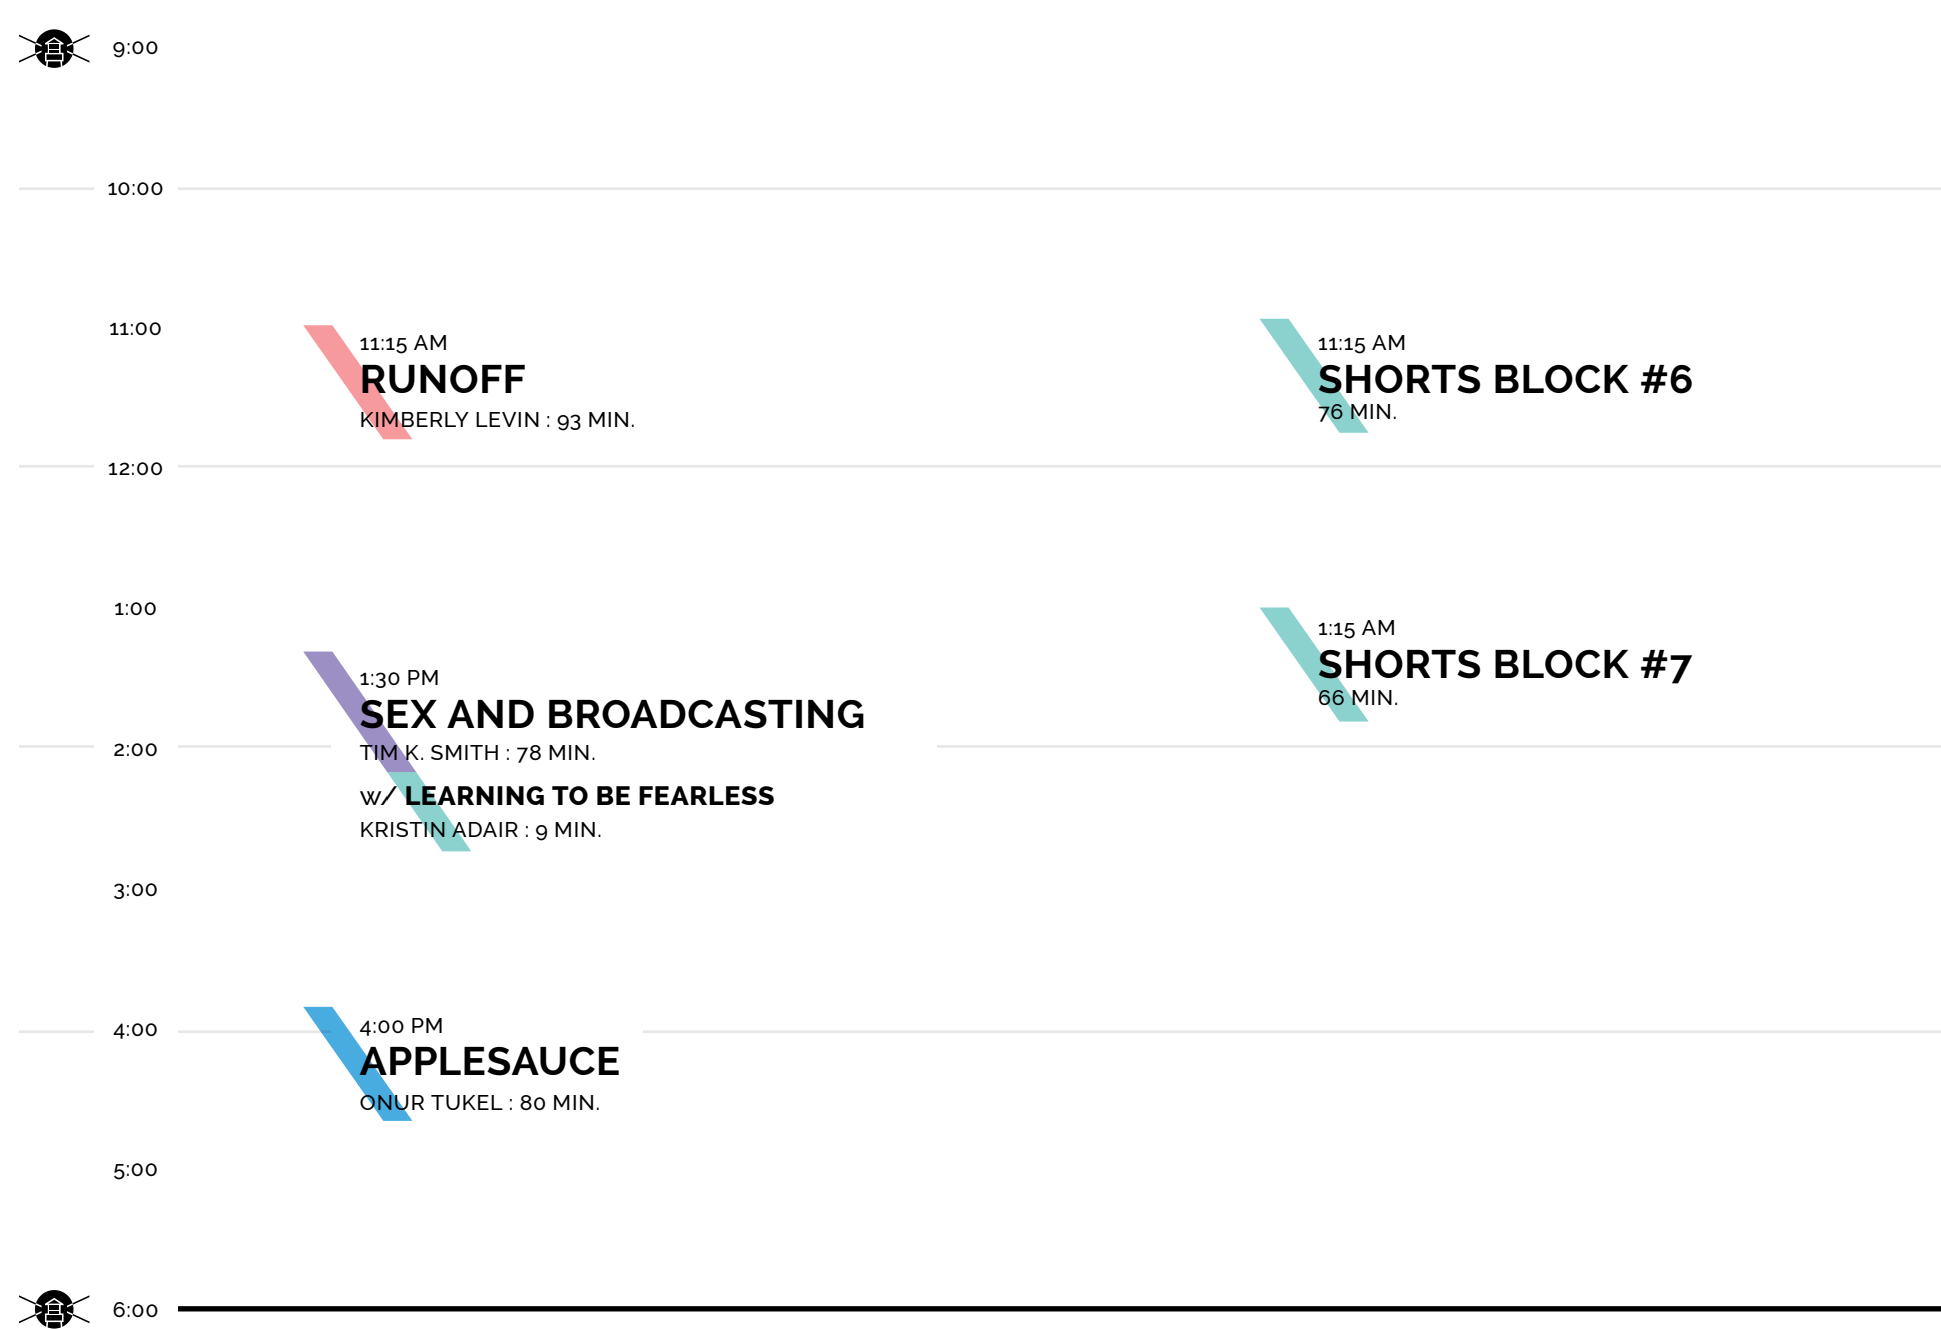 9:00
10:00
11:00
11:15 AM
RUNOFF
KIMBERLY LEVIN : 93 MIN.
11:15 AM
SHORTS BLOCK #6
76 MIN.
12:00
1:00
1:15 AM
SHORTS BLOCK #7
66 MIN.
1:30 PM
SEX AND BROADCASTING
TIM K. SMITH : 78 MIN.
2:00
w/ LEARNING TO BE FEARLESS
KRISTIN ADAIR : 9 MIN.
3:00
4:00
4:00 PM
APPLESAUCE
ONUR TUKEL : 80 MIN.
5:00
6:00